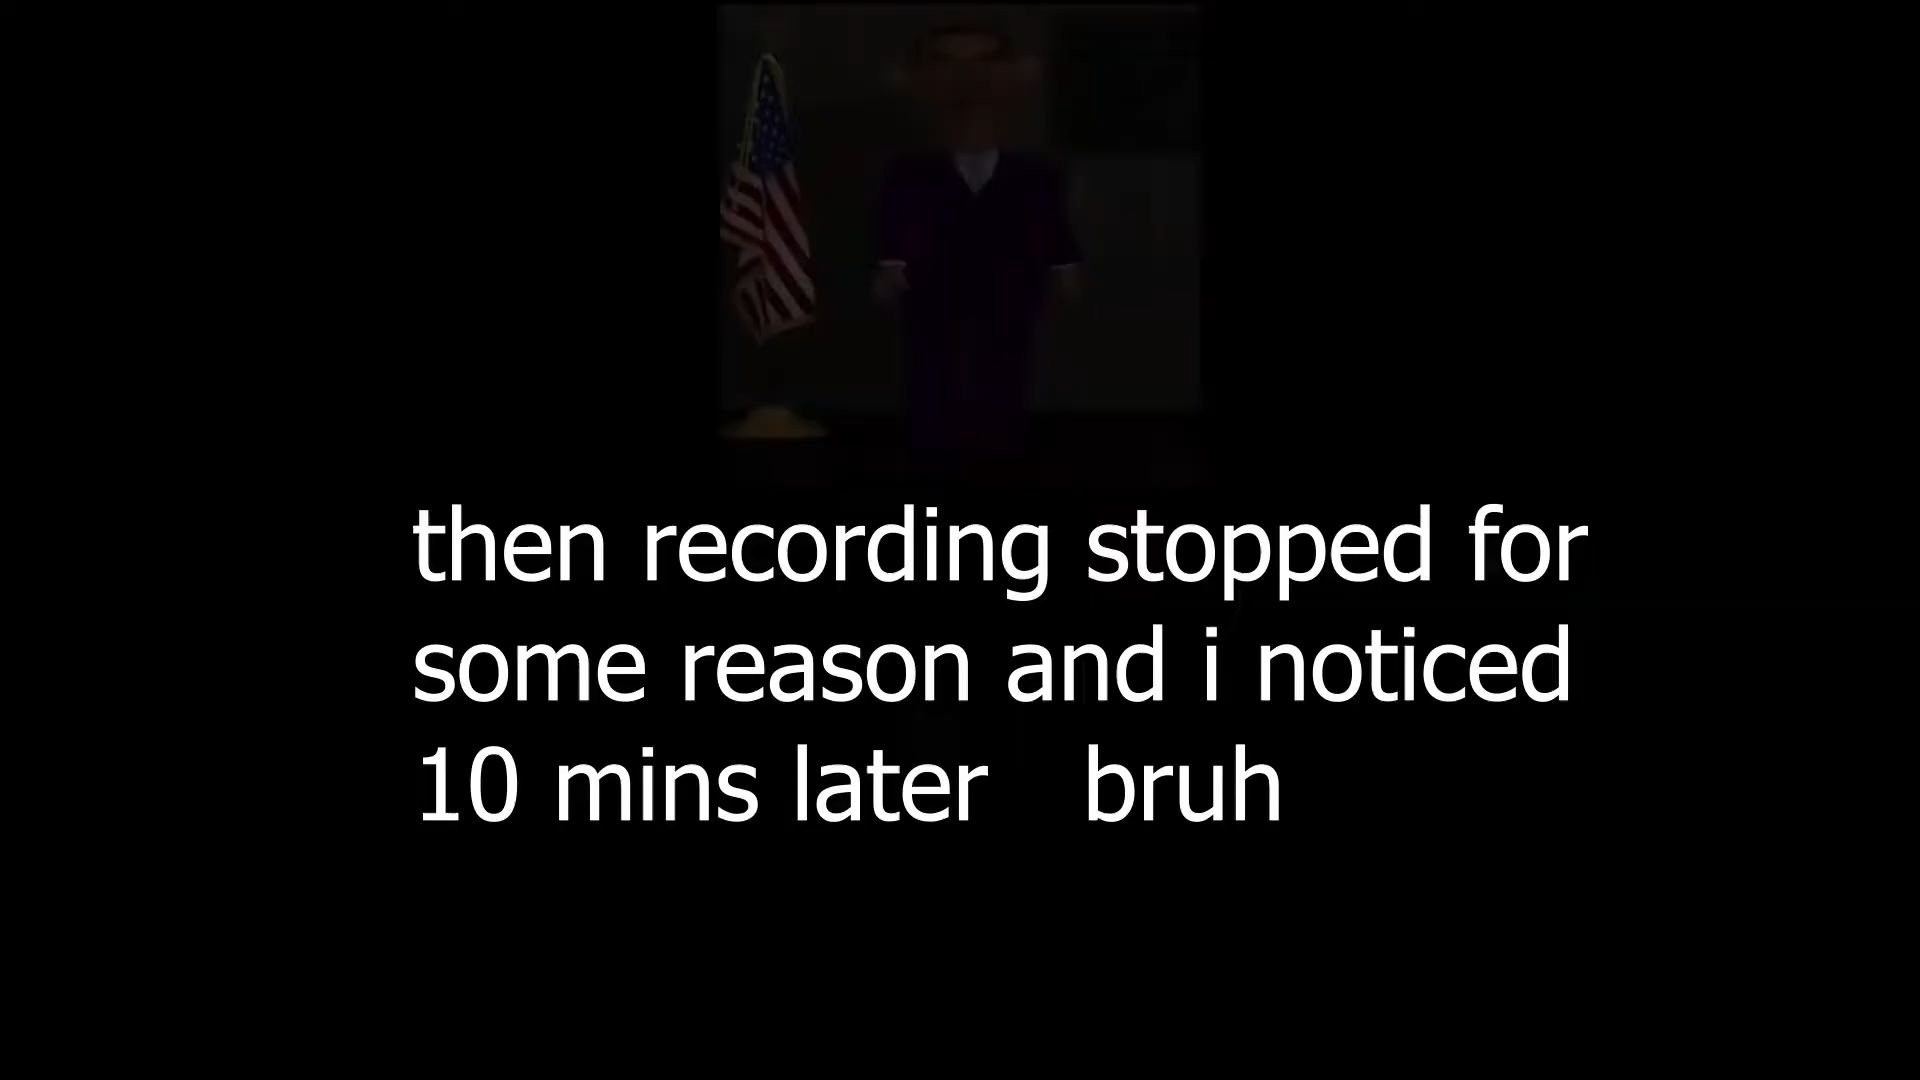 then recording stopped for
some reason and i noticed
10 mins later   bruh